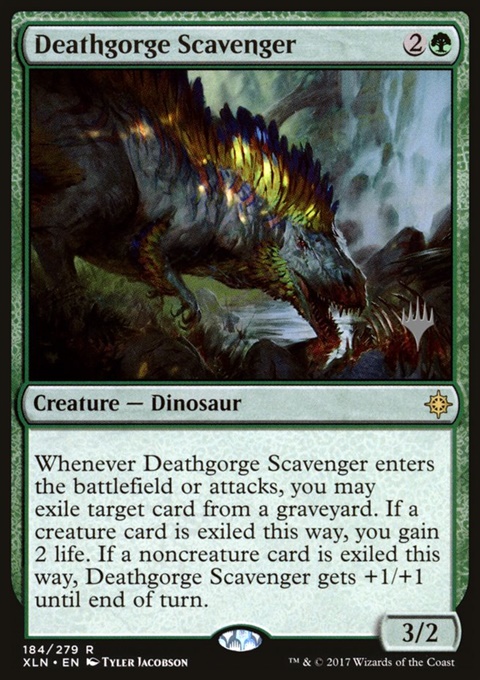 Deathgorge Scavenger 2
Creature — Dinosaur
Whenever Deathgorge Scavenger enters
the battlefield or attacks, you may
exile target card from a graveyard. If a
creature card is exiled this way, you gain
2 life. If a noncreature card is exiled this
way, Deathgorge Scavenger gets +1/+1
until end of turn.
3/2
184/279 R
XLN • EN Tyler Jacobson
™ & © 2017 Wizards of the Coast